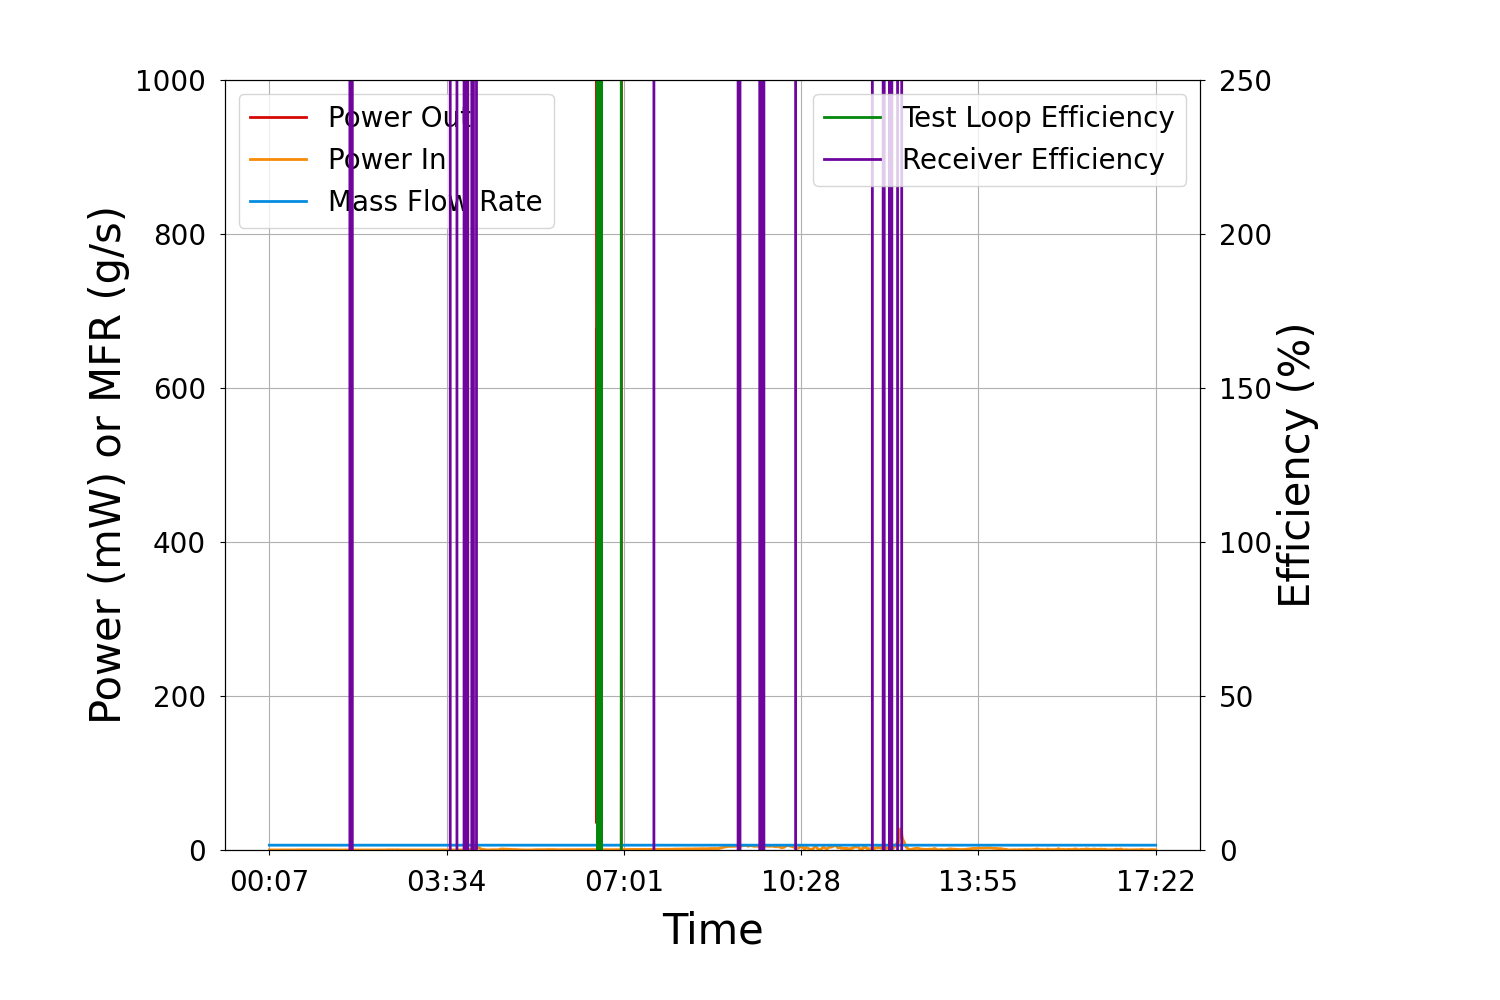 1000
800
600
400
200
0
Power (mW) or MFR (g/s)
Power Out
Power In
Mass Flow Rate
Test Loop Efficiency
Receiver Efficiency
250
200
150
100
50
0
Efficiency (%)
00:07 03:34 07:01 10:28 13:55 17:22
Time